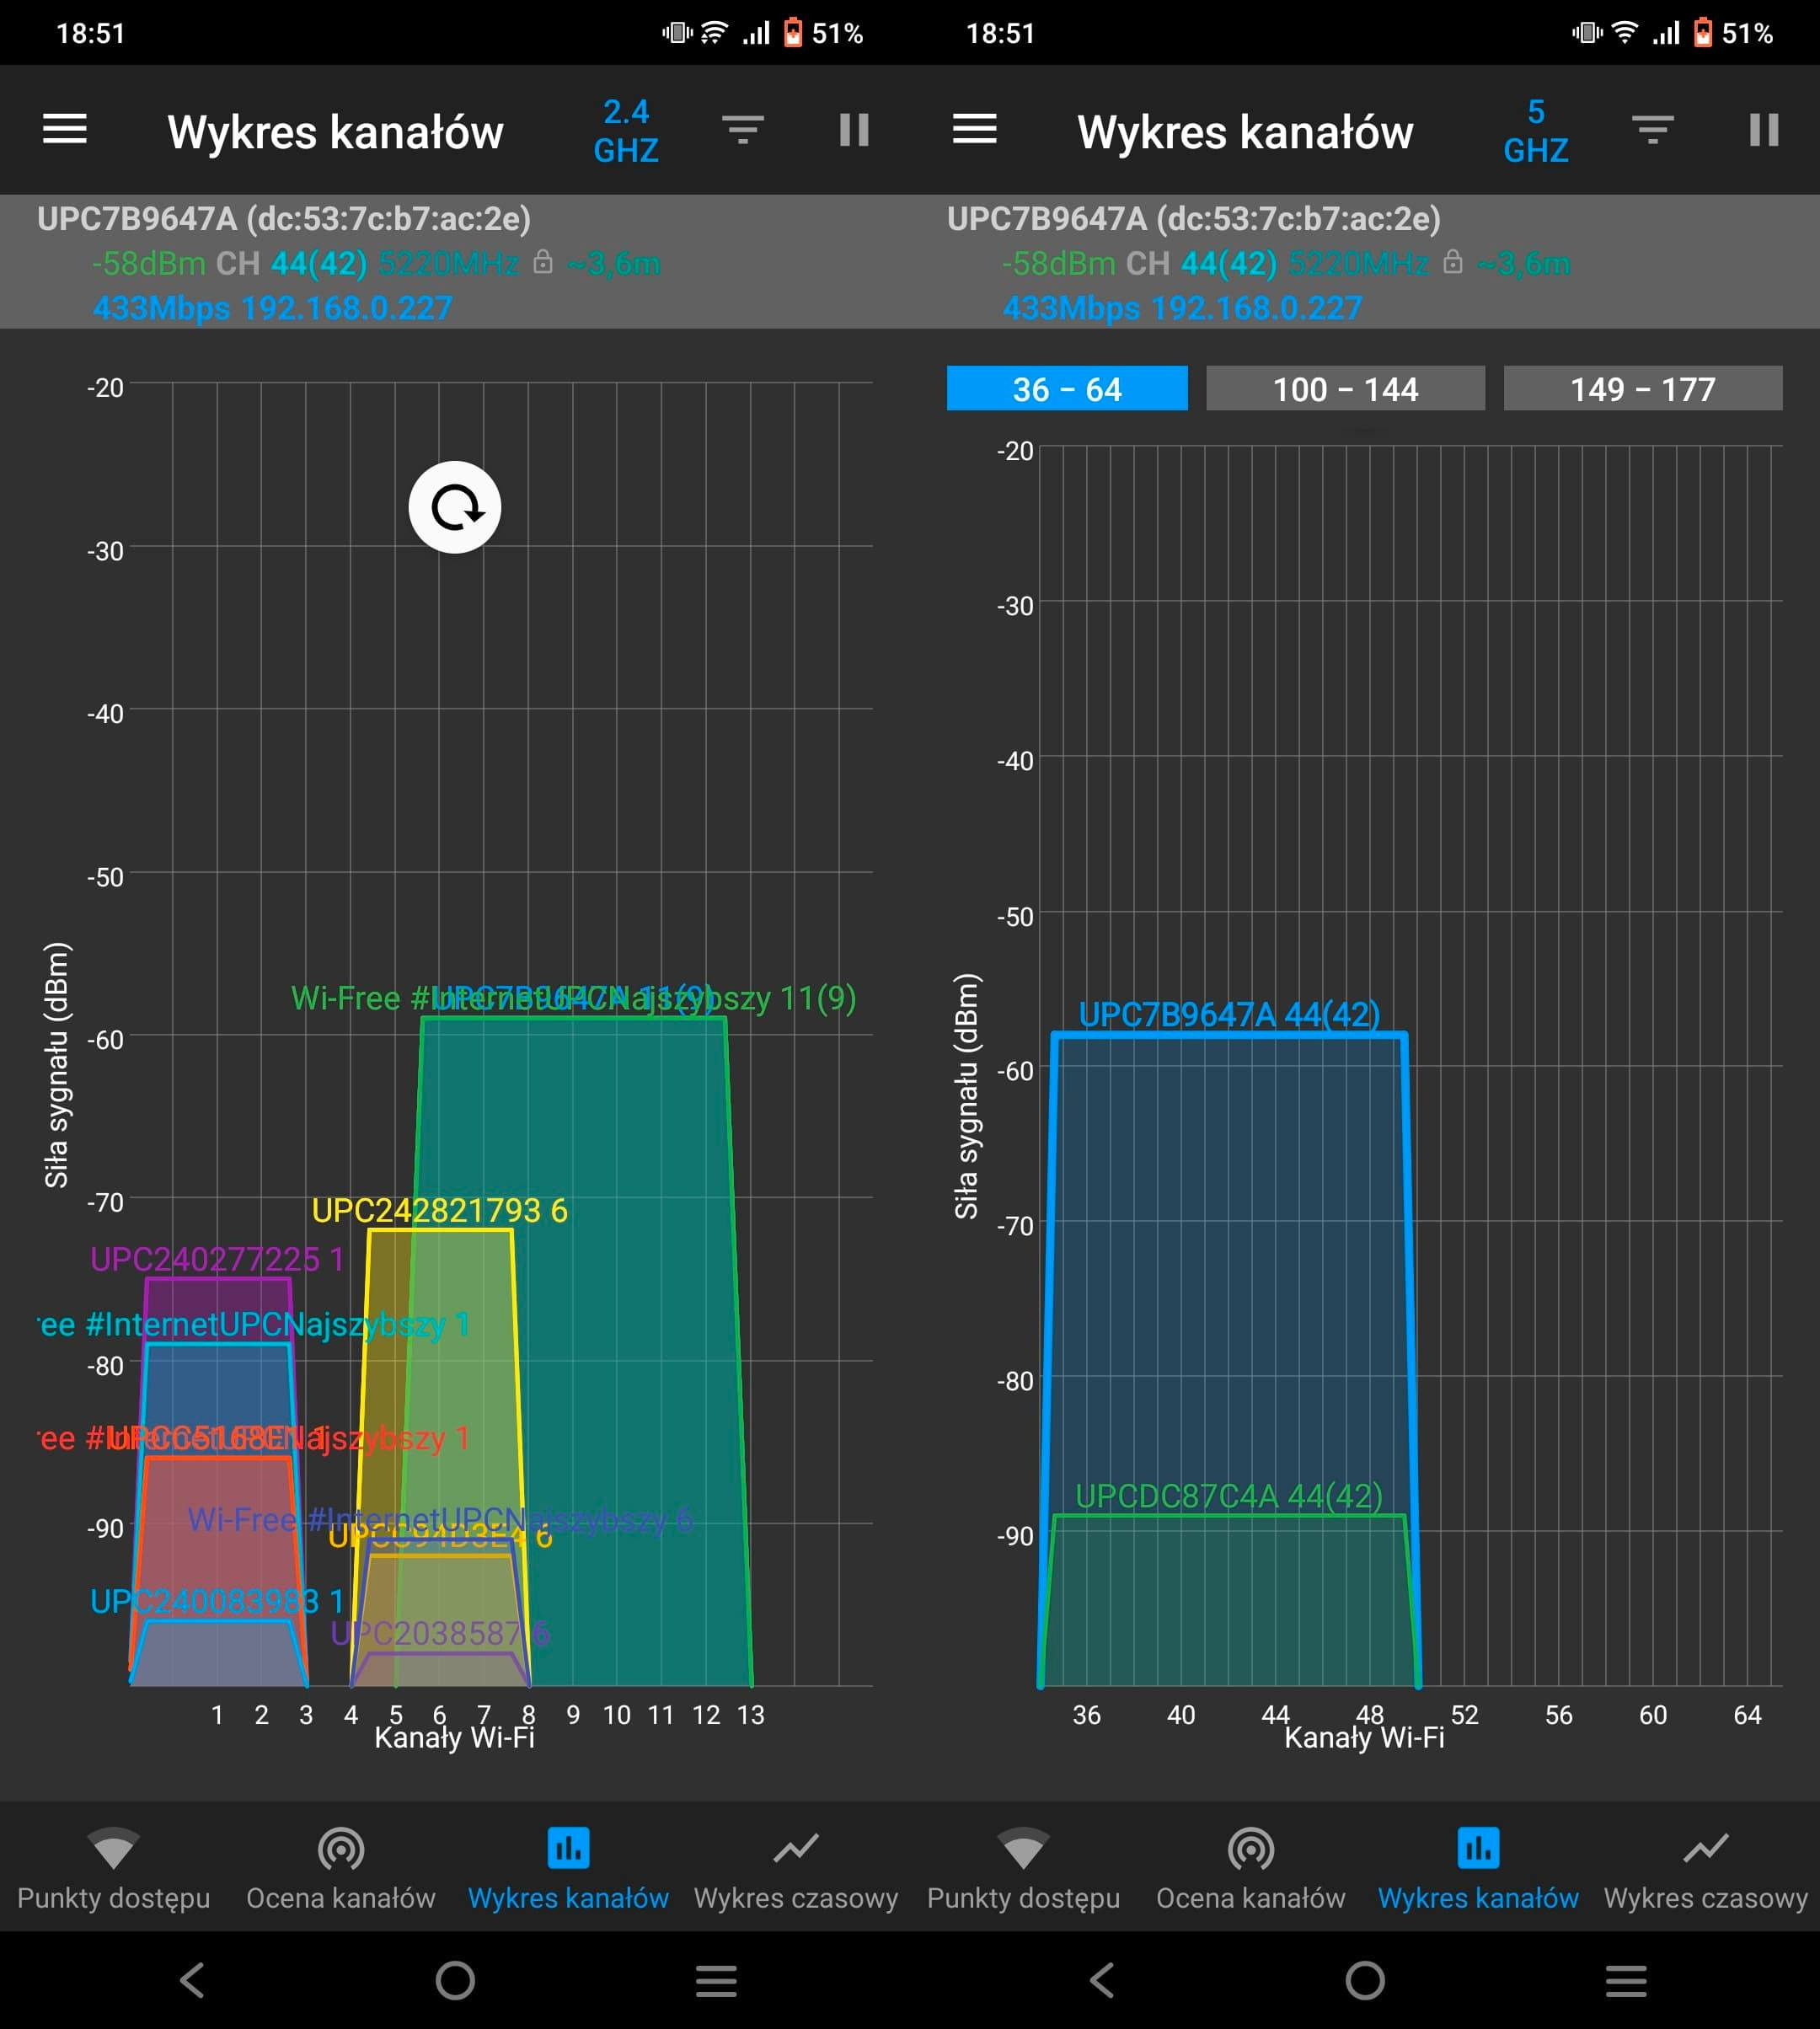 18:51
51%
Wykres kanałów
2.4
GHZ
UPC7B9647A (dc:53:7c:b7:ac:2e)
-58dBm CH 44(42) 5220MHz ~3,6m
433Mbps 192.168.0.227
-20
-30
-40
-50
-60
-70
-80
-90
Siła sygnału (dBm)
Wi-Free #InternetUPCNajszybszy 11(9)
UPC7B9647A 11(9)
UPC242821793 6
UPC240277225 1
ree #InternetUPCNajszybszy 1
ree #InternetUPCNajszybszy 1
Wi-Free #InternetUPCNajszybszy 6
6
UPC240083983 1
UPC2038587 6
1 2 3 4 5 6 7 8 9 10 11 12 13
Kanały Wi-Fi
Punkty dostępu
Ocena kanałów
Wykres kanałów
Wykres czasowy
18:51
51%
Wykres kanałów
5
GHZ
UPC7B9647A (dc:53:7c:b7:ac:2e)
-58dBm CH 44(42) 5220MHz ~3,6m
433Mbps 192.168.0.227
36 – 64
100 – 144
149 – 177
-20
-30
-40
-50
-60
-70
-80
-90
Siła sygnału (dBm)
UPC7B9647A 44(42)
UPCDC87C4A 44(42)
36 40 44 48 52 56 60 64
Kanały Wi-Fi
Punkty dostępu
Ocena kanałów
Wykres kanałów
Wykres czasowy